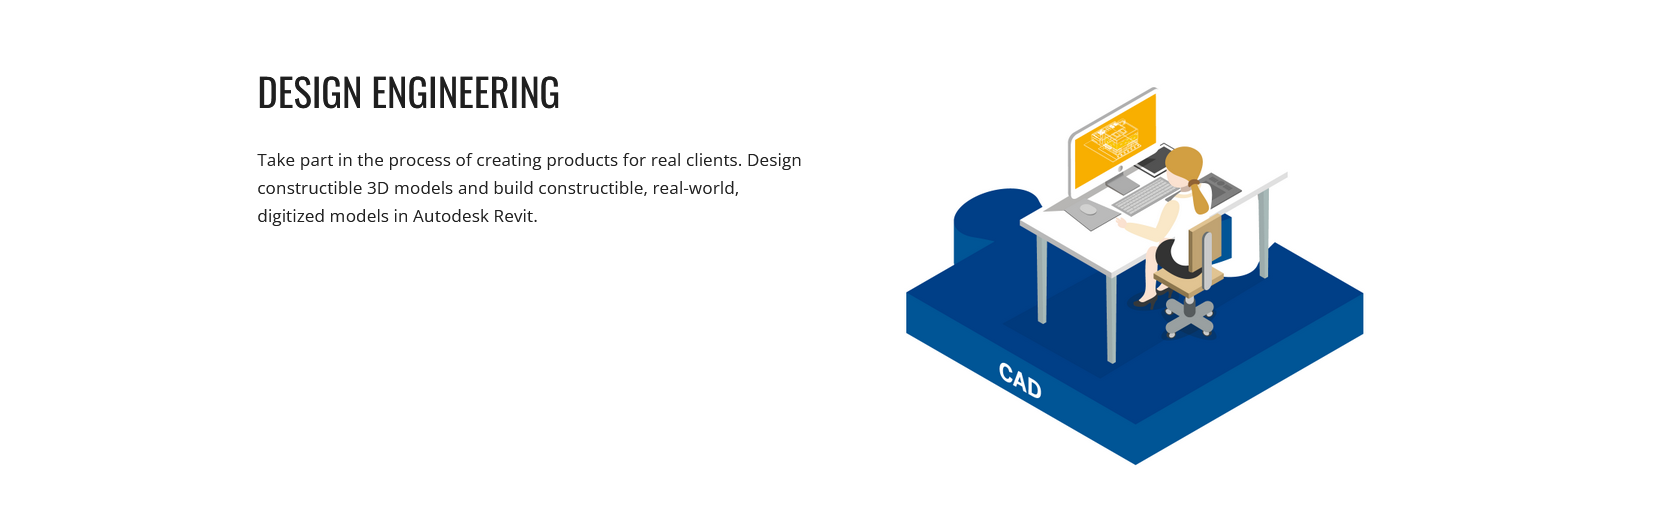 DESIGN ENGINEERING
Take part in the process of creating products for real clients. Design
constructible 3D models and build constructible, real-world,
digitized models in Autodesk Revit.
CAD